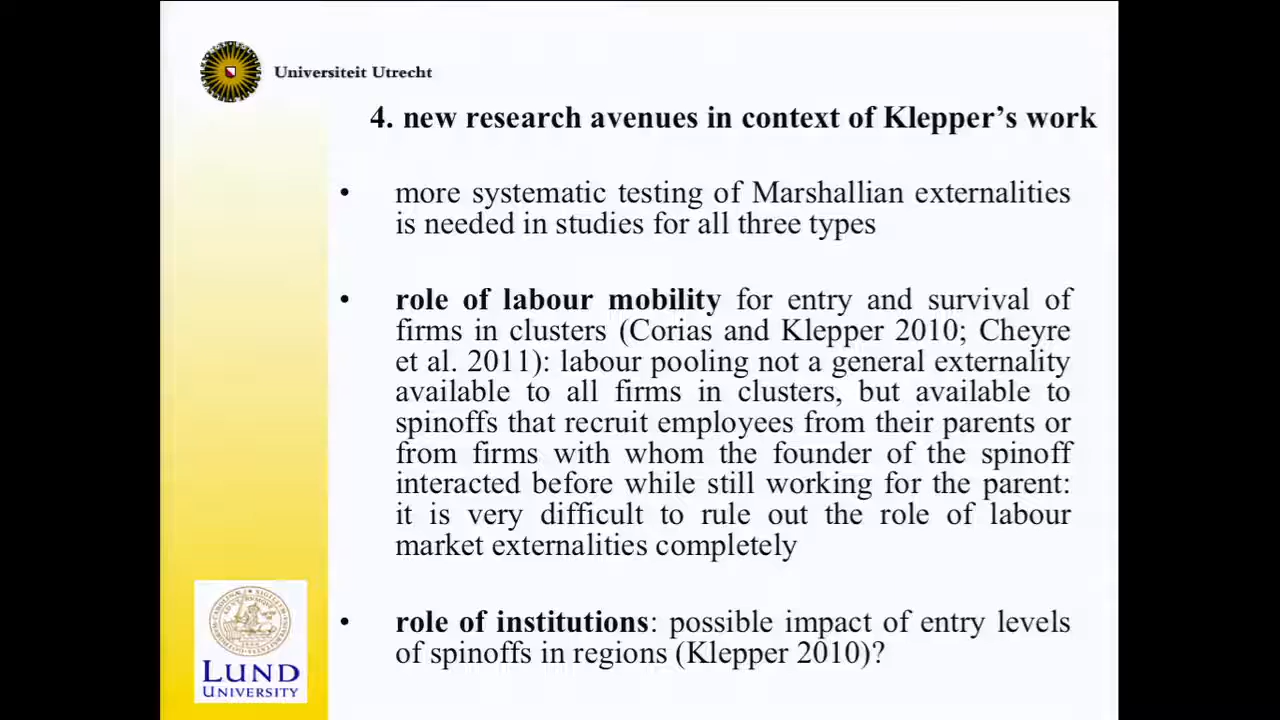 Universiteit Utrecht
4. new research avenues in context of Klepper's work
• more systematic testing of Marshallian externalities
is needed in studies for all three types
• role of labour mobility for entry and survival of
firms in clusters (Corias and Klepper 2010; Cheyre
et al. 2011): labour pooling not a general externality
available to all firms in clusters, but available to
spinoffs that recruit employees from their parents or
from firms with whom the founder of the spinoff
interacted before while still working for the parent:
it is very difficult to rule out the role of labour
market externalities completely
• role of institutions: possible impact of entry levels
of spinoffs in regions (Klepper 2010)?
LUND
UNIVERSITY